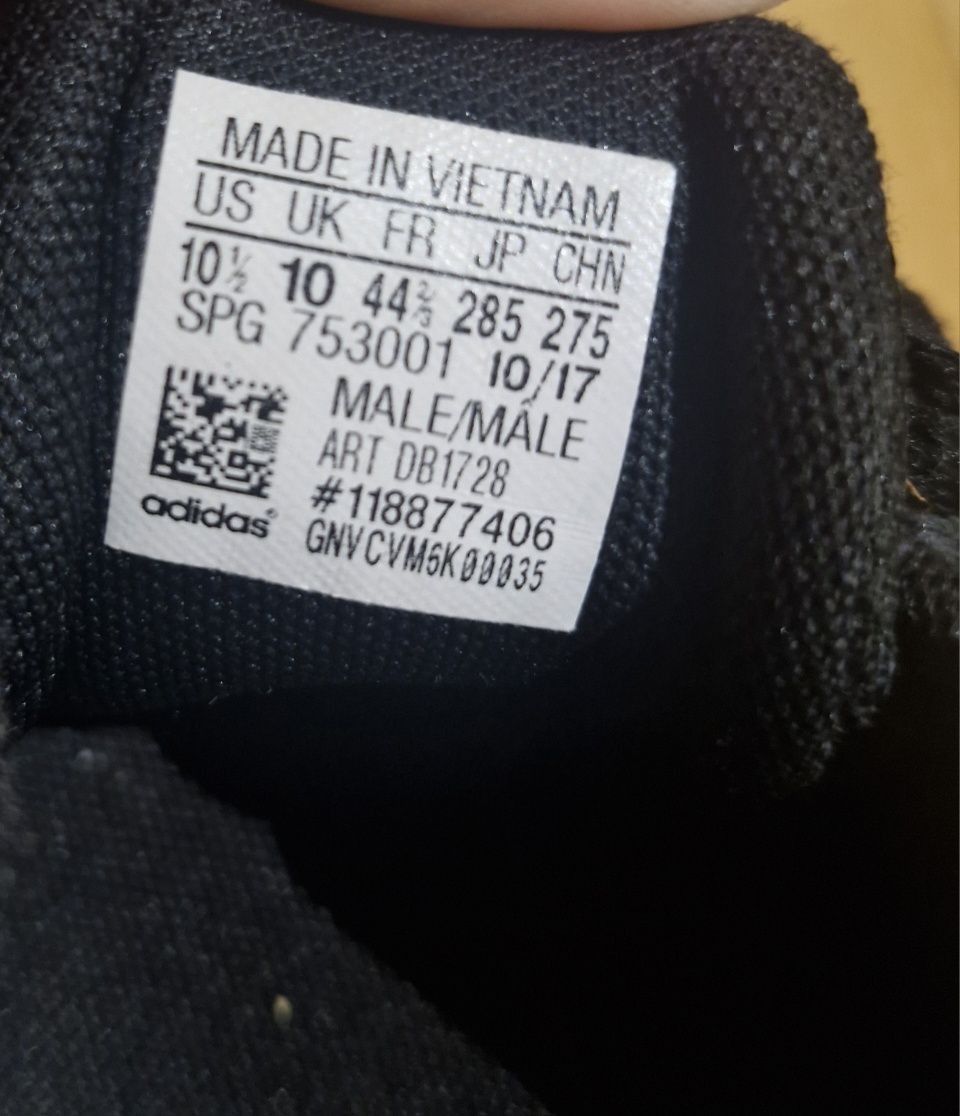 MADE IN VIETNAM
US UK FR JP CHN
10½ 10 44⅔ 285 275
SPG 753001 10/17
MALE/MÂLE
ART DB1728
#118877406
GNVCVM6K00035
adidas